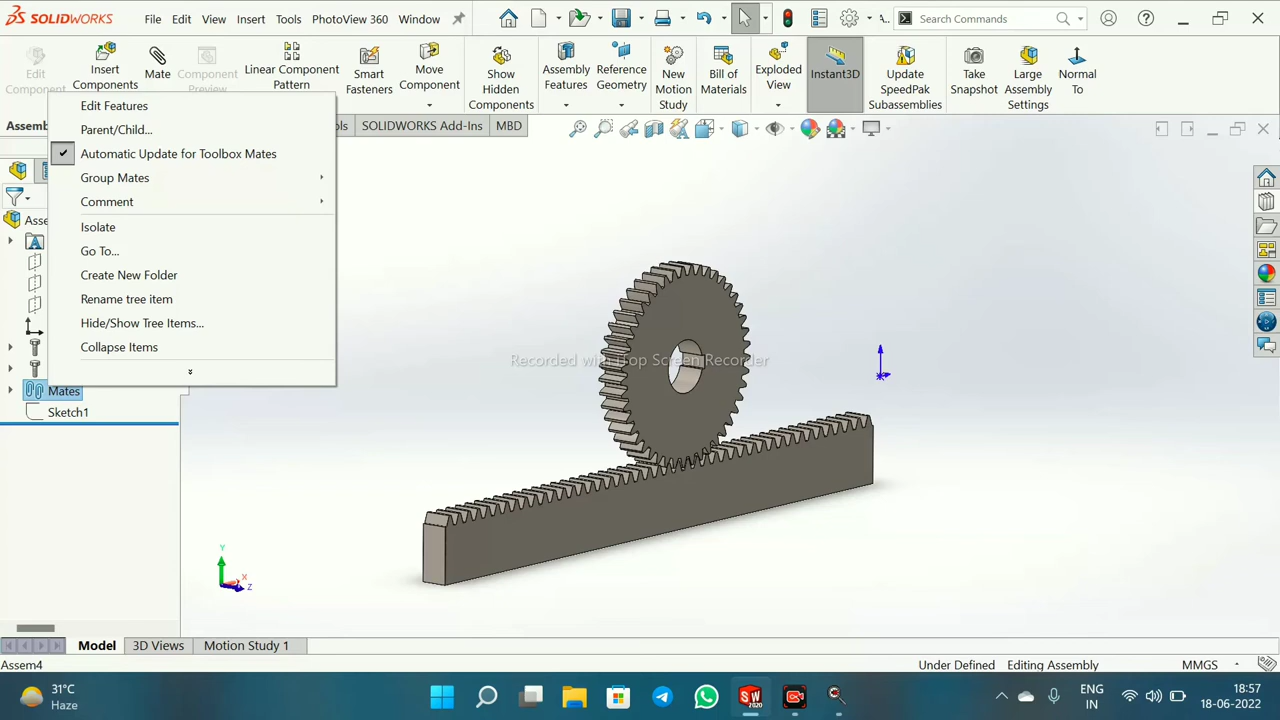 SOLIDWORKS File Edit View Insert Tools PhotoView 360 Window Search Commands
Edit Component
Insert Components
Mate
Component Preview
Linear Component Pattern
Smart Fasteners
Move Component
Show Hidden Components
Assembly Features
Reference Geometry
New Motion Study
Bill of Materials
Exploded View
Instant3D
Update SpeedPak Subassemblies
Take Snapshot
Large Assembly Settings
Normal To
SOLIDWORKS Add-Ins MBD
Edit Features
Parent/Child...
Automatic Update for Toolbox Mates
Group Mates
Comment
Isolate
Go To...
Create New Folder
Rename tree item
Hide/Show Tree Items...
Collapse Items
Mates
Sketch1
Recorded with iTop Screen Recorder
Y
X
Z
Model 3D Views Motion Study 1
Assem4 Under Defined Editing Assembly MMGS
31°C
Haze
SW
2020
ENG
IN
18:57
18-06-2022